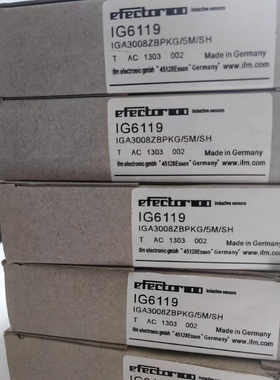 efector100 inductive sensors
IG6119
IGA3008ZBPKG/5M/SH
T AC 1303 002 Made in Germany
ifm electronic gmbh * 45128Essen * Germany * www.ifm.com
efector100 inductive sensors
IG6119
IGA3008ZBPKG/5M/SH
T AC 1303 002 Made in Germany
ifm electronic gmbh * 45128Essen * Germany * www.ifm.com
efector100 inductive sensors
IG6119
IGA3008ZBPKG/5M/SH
T AC 1303 002 Made in Germany
ifm electronic gmbh * 45128Essen * Germany * www.ifm.com
efector100 inductive sensors
IG6119
IGA3008ZBPKG/5M/SH
T AC 1303 002 Made in Germany
ifm electronic gmbh * 45128Essen * Germany * www.ifm.com
efector100 inductive sensors